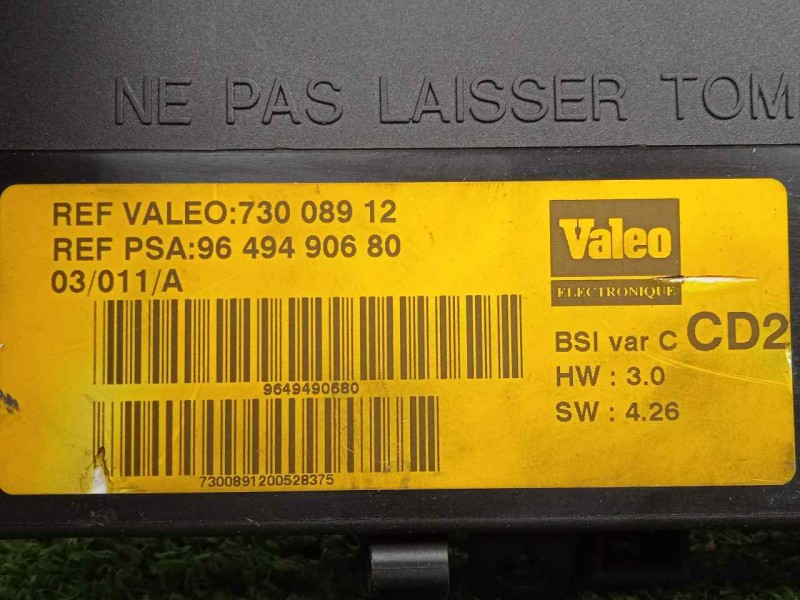 NE PAS LAISSER TOM
REF VALEO:730 089 12
REF PSA:96 494 906 80
03/011/A
9649490680
7300891200528375
Valeo
ELECTRONIQUE
BSI var C CD2
HW : 3.0
SW : 4.26